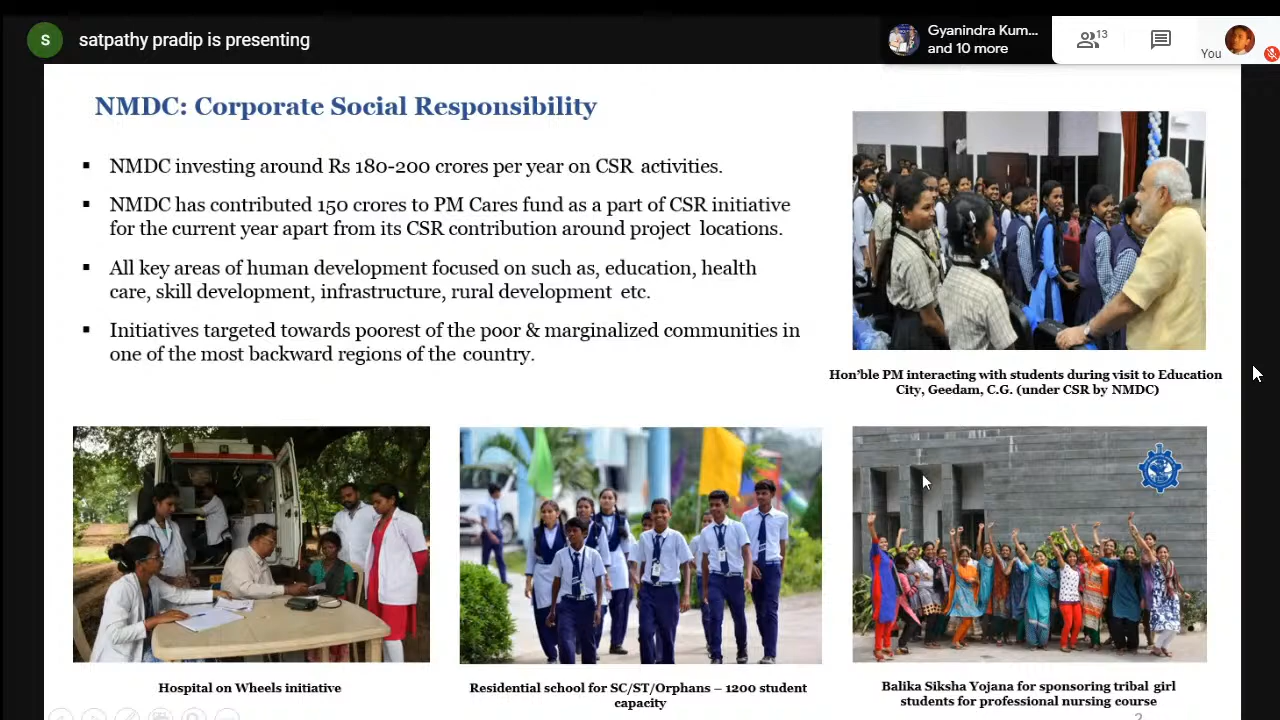 S
satpathy pradip is presenting
Gyanindra Kum...
and 10 more
13
You
NMDC: Corporate Social Responsibility
▪ NMDC investing around Rs 180-200 crores per year on CSR activities.
▪ NMDC has contributed 150 crores to PM Cares fund as a part of CSR initiative
for the current year apart from its CSR contribution around project locations.
▪ All key areas of human development focused on such as, education, health
care, skill development, infrastructure, rural development etc.
▪ Initiatives targeted towards poorest of the poor & marginalized communities in
one of the most backward regions of the country.
Hon'ble PM interacting with students during visit to Education
City, Geedam, C.G. (under CSR by NMDC)
Hospital on Wheels initiative
Residential school for SC/ST/Orphans – 1200 student
capacity
Balika Siksha Yojana for sponsoring tribal girl
students for professional nursing course
2